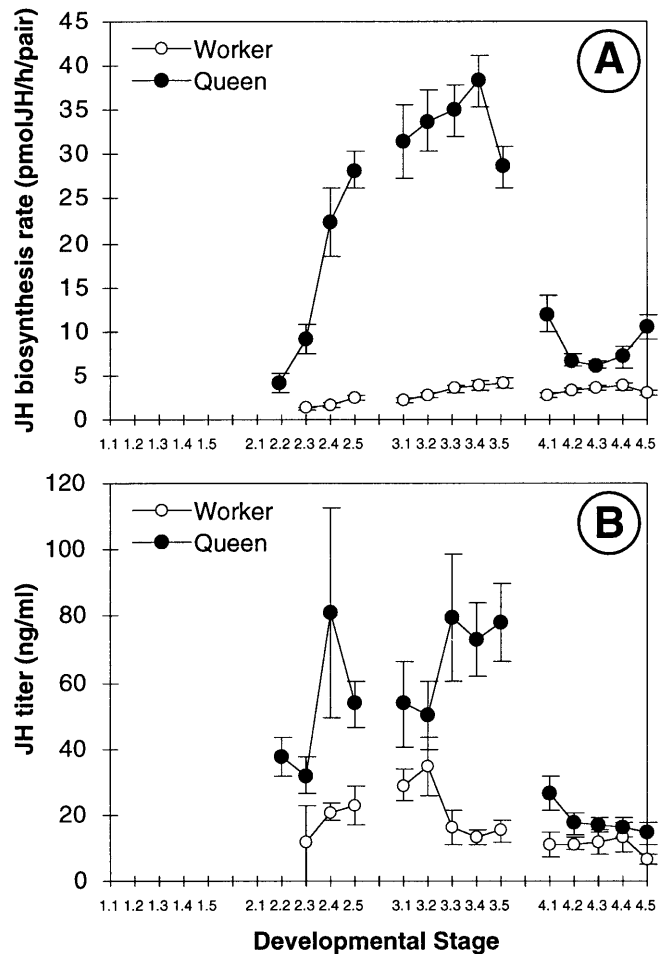 A
Worker
Queen
JH biosynthesis rate (pmolJH/h/pair)
45
40
35
30
25
20
15
10
5
0
1.1 1.2 1.3 1.4 1.5 2.1 2.2 2.3 2.4 2.5 3.1 3.2 3.3 3.4 3.5 4.1 4.2 4.3 4.4 4.5
B
Worker
Queen
JH titer (ng/ml)
120
100
80
60
40
20
0
1.1 1.2 1.3 1.4 1.5 2.1 2.2 2.3 2.4 2.5 3.1 3.2 3.3 3.4 3.5 4.1 4.2 4.3 4.4 4.5
Developmental Stage